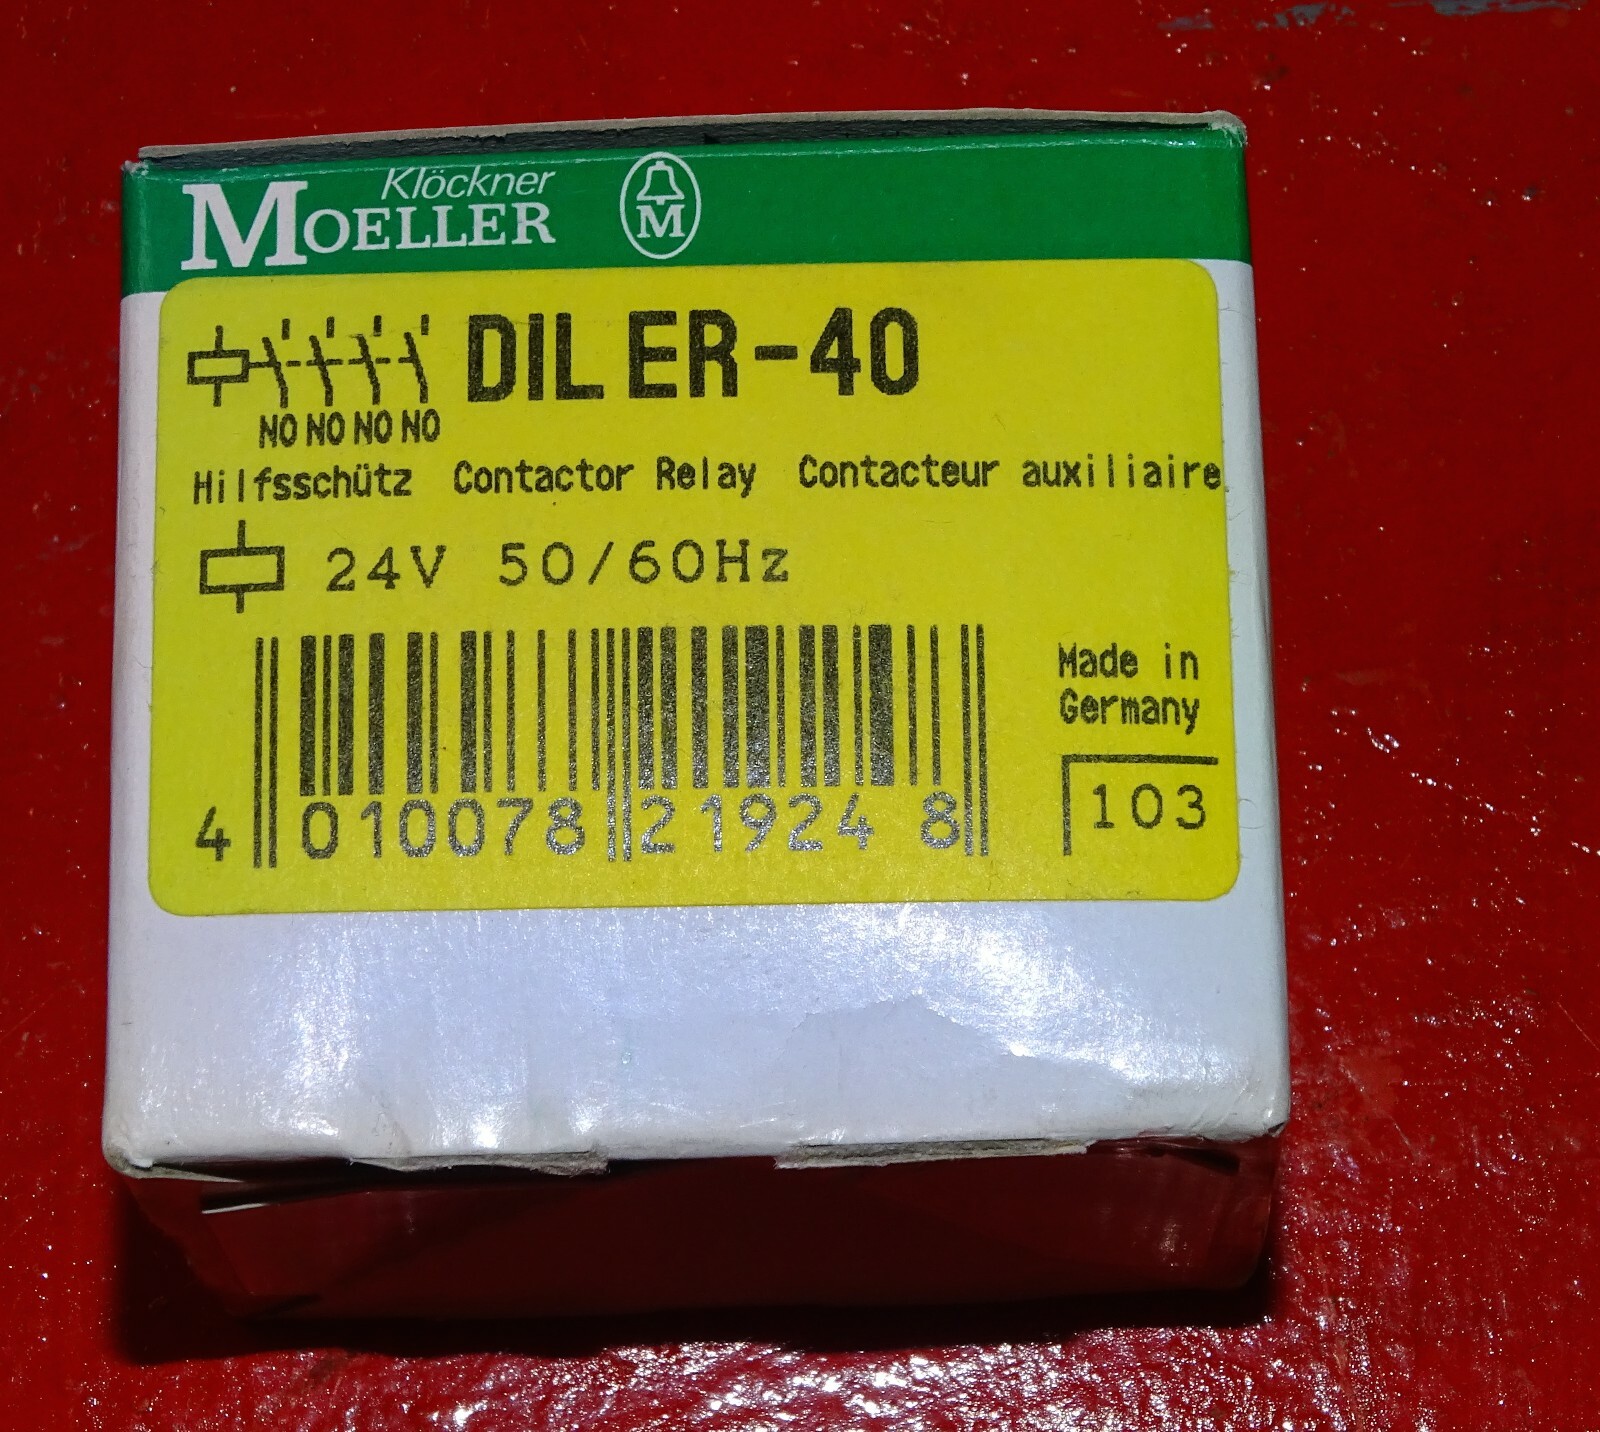 Klöckner
MOELLER
M
DIL ER-40
NO NO NO NO
Hilfsschütz Contactor Relay Contacteur auxiliaire
24V 50/60Hz
Made in
Germany
103
4 010078 219248